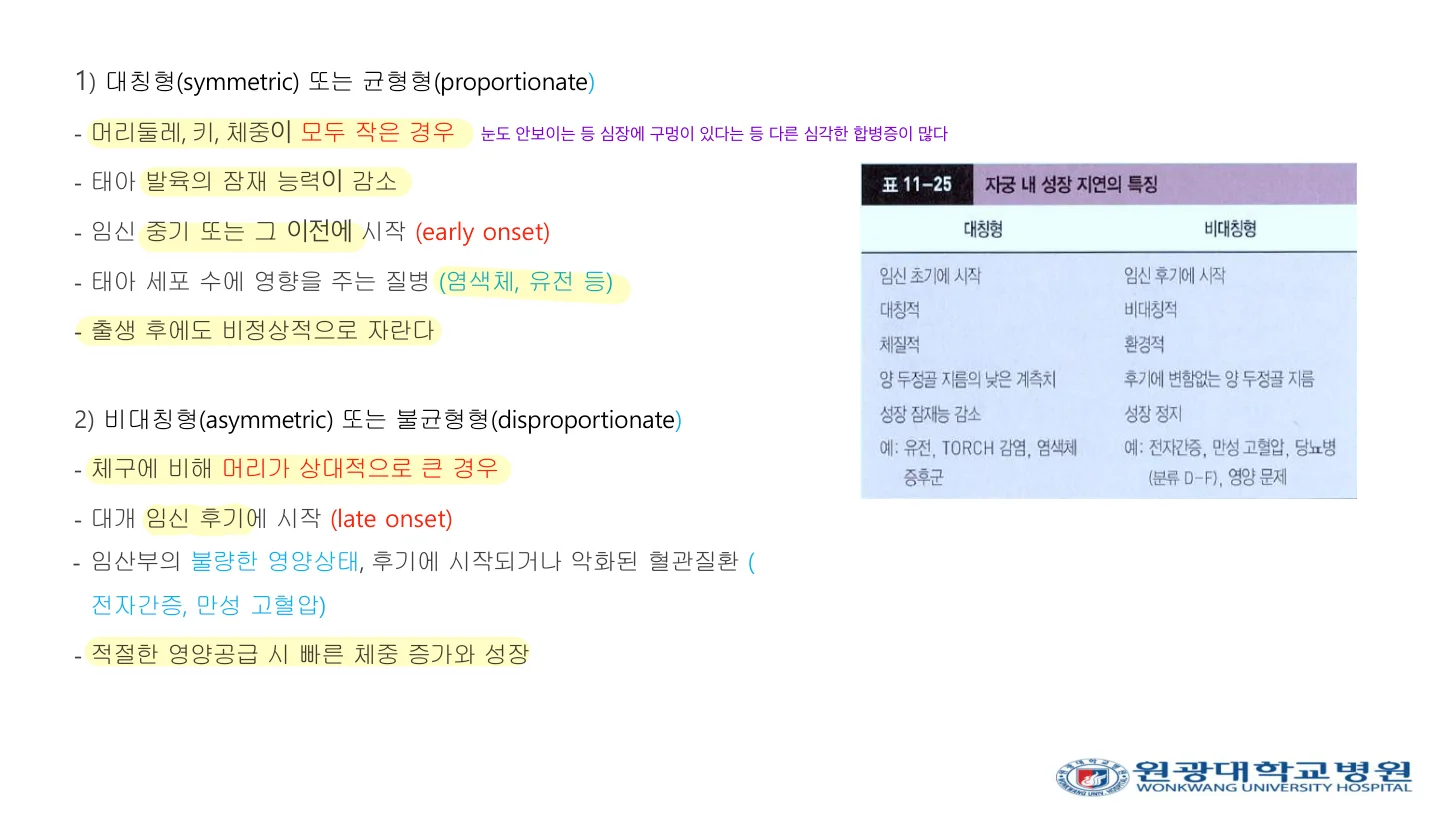 1) 대칭형(symmetric) 또는 균형형(proportionate)
- 머리둘레, 키, 체중이 모두 작은 경우 눈도 안보이는 등 심장에 구멍이 있다는 등 다른 심각한 합병증이 많다
- 태아 발육의 잠재 능력이 감소
- 임신 중기 또는 그 이전에 시작 (early onset)
- 태아 세포 수에 영향을 주는 질병 (염색체, 유전 등)
- 출생 후에도 비정상적으로 자란다
2) 비대칭형(asymmetric) 또는 불균형형(disproportionate)
- 체구에 비해 머리가 상대적으로 큰 경우
- 대개 임신 후기에 시작 (late onset)
- 임산부의 불량한 영양상태, 후기에 시작되거나 악화된 혈관질환 (
전자간증, 만성 고혈압)
- 적절한 영양공급 시 빠른 체중 증가와 성장
표 11-25 자궁 내 성장 지연의 특징
대칭형 비대칭형
임신 초기에 시작 임신 후기에 시작
대칭적 비대칭적
체질적 환경적
양 두정골 지름의 낮은 계측치 후기에 변함없는 양 두정골 지름
성장 잠재능 감소 성장 정지
예: 유전, TORCH 감염, 염색체 예: 전자간증, 만성 고혈압, 당뇨병
증후군 (분류 D-F), 영양 문제
원광대학교병원
WONKWANG UNIVERSITY HOSPITAL